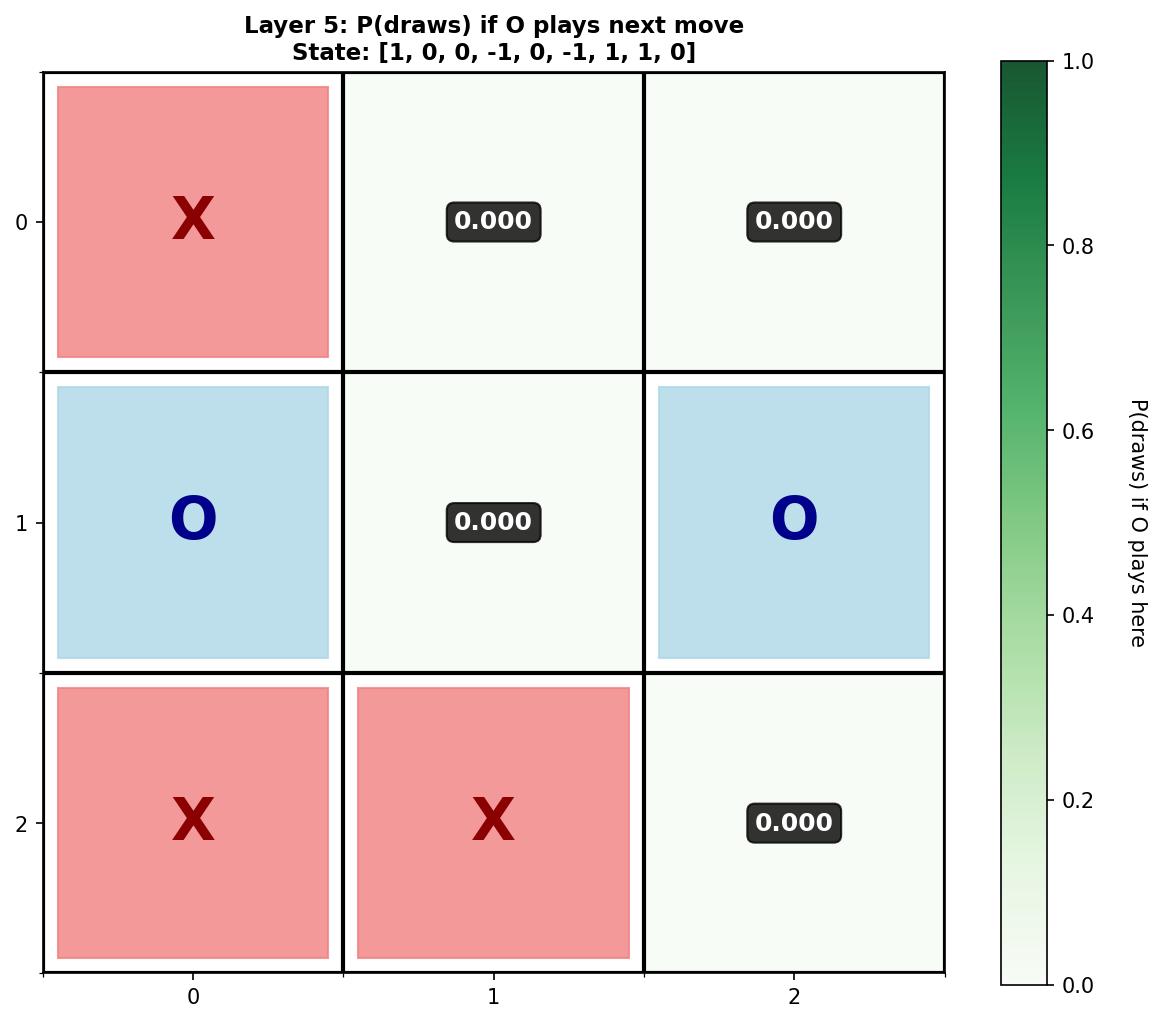 Layer 5: P(draws) if O plays next move
State: [1, 0, 0, -1, 0, -1, 1, 1, 0]
0
X
0.000
0.000
1
O
0.000
O
2
X
X
0.000
0
1
2
1.0
0.8
0.6
0.4
0.2
0.0
P(draws) if O plays here